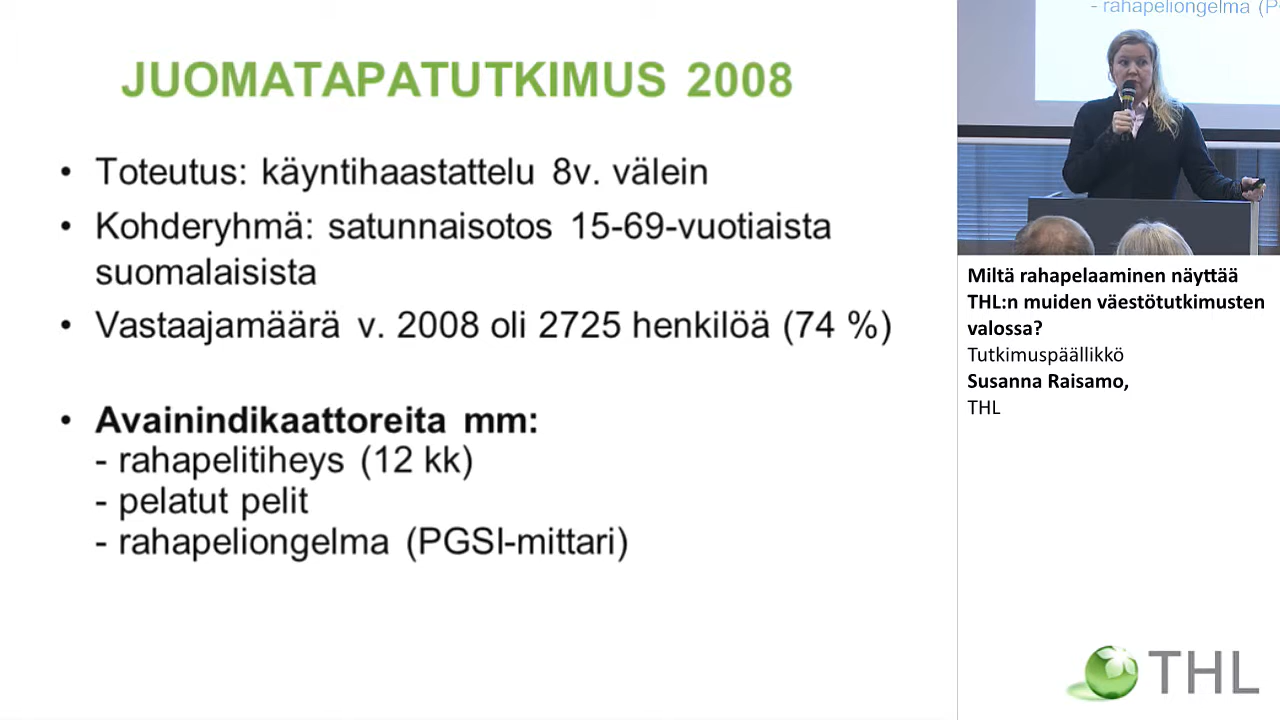 JUOMATAPATUTKIMUS 2008
• Toteutus: käyntihaastattelu 8v. välein
• Kohderyhmä: satunnaisotos 15-69-vuotiaista
suomalaisista
• Vastaajamäärä v. 2008 oli 2725 henkilöä (74 %)
• Avainindikaattoreita mm:
- rahapelitiheys (12 kk)
- pelatut pelit
- rahapeliongelma (PGSI-mittari)
- rahapeliongelma (P
Miltä rahapelaaminen näyttää
THL:n muiden väestötutkimusten
valossa?
Tutkimuspäällikkö
Susanna Raisamo,
THL
THL